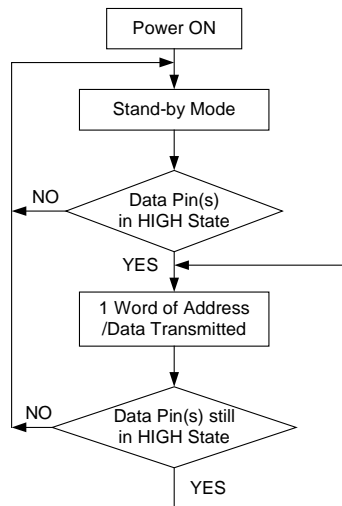 Power ON
Stand-by Mode
NO
Data Pin(s)
in HIGH State
YES
1 Word of Address
/Data Transmitted
NO
Data Pin(s) still
in HIGH State
YES